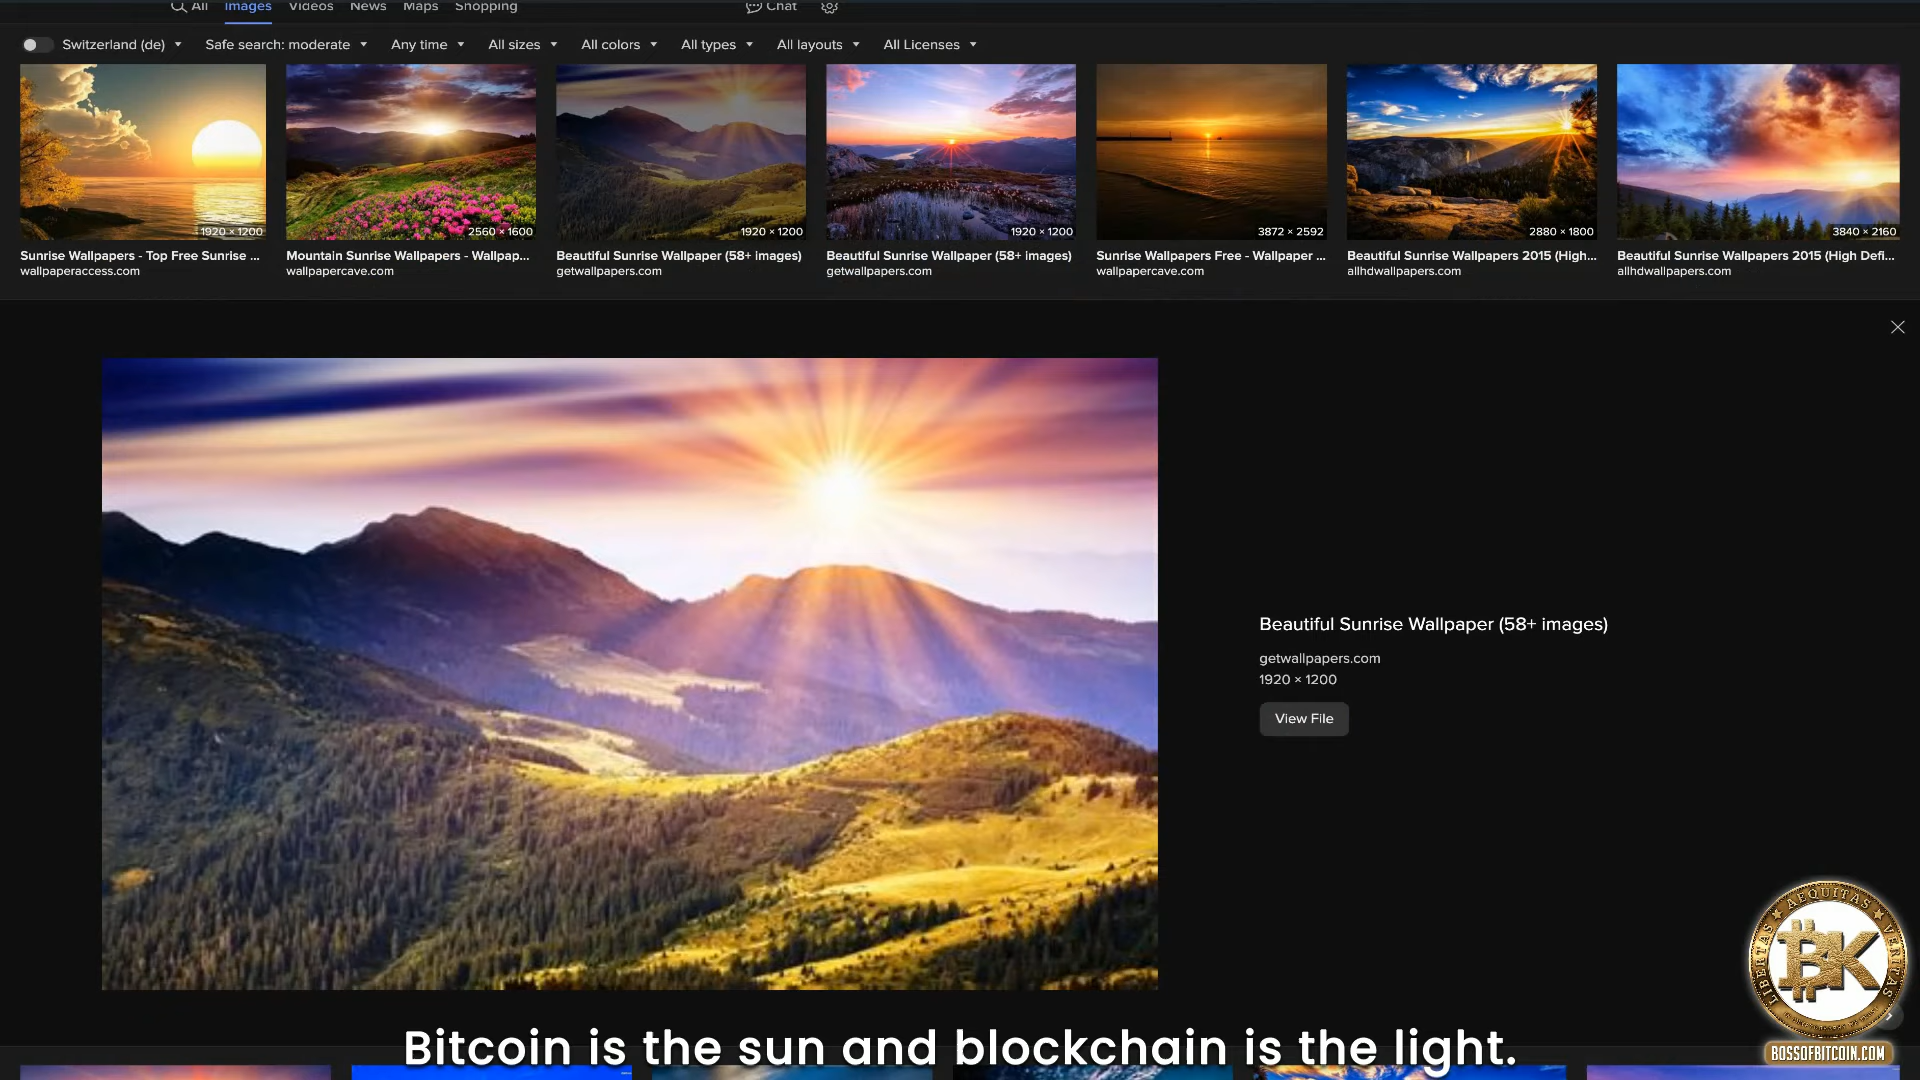 All Images Videos News Maps Shopping Chat
Switzerland (de) Safe search: moderate Any time All sizes All colors All types All layouts All Licenses
1920 × 1200
2560 × 1600
1920 × 1200
1920 × 1200
3872 × 2592
2880 × 1800
3840 × 2160
Sunrise Wallpapers - Top Free Sunrise ...
wallpaperaccess.com
Mountain Sunrise Wallpapers - Wallpap...
wallpapercave.com
Beautiful Sunrise Wallpaper (58+ images)
getwallpapers.com
Beautiful Sunrise Wallpaper (58+ images)
getwallpapers.com
Sunrise Wallpapers Free - Wallpaper ...
wallpapercave.com
Beautiful Sunrise Wallpapers 2015 (High...
allhdwallpapers.com
Beautiful Sunrise Wallpapers 2015 (High Defi...
allhdwallpapers.com
Beautiful Sunrise Wallpaper (58+ images)
getwallpapers.com
1920 × 1200
View File
LIBERTAS AEQUITAS VERITAS
BK
BOSSOFBITCOIN.COM
Bitcoin is the sun and blockchain is the light.